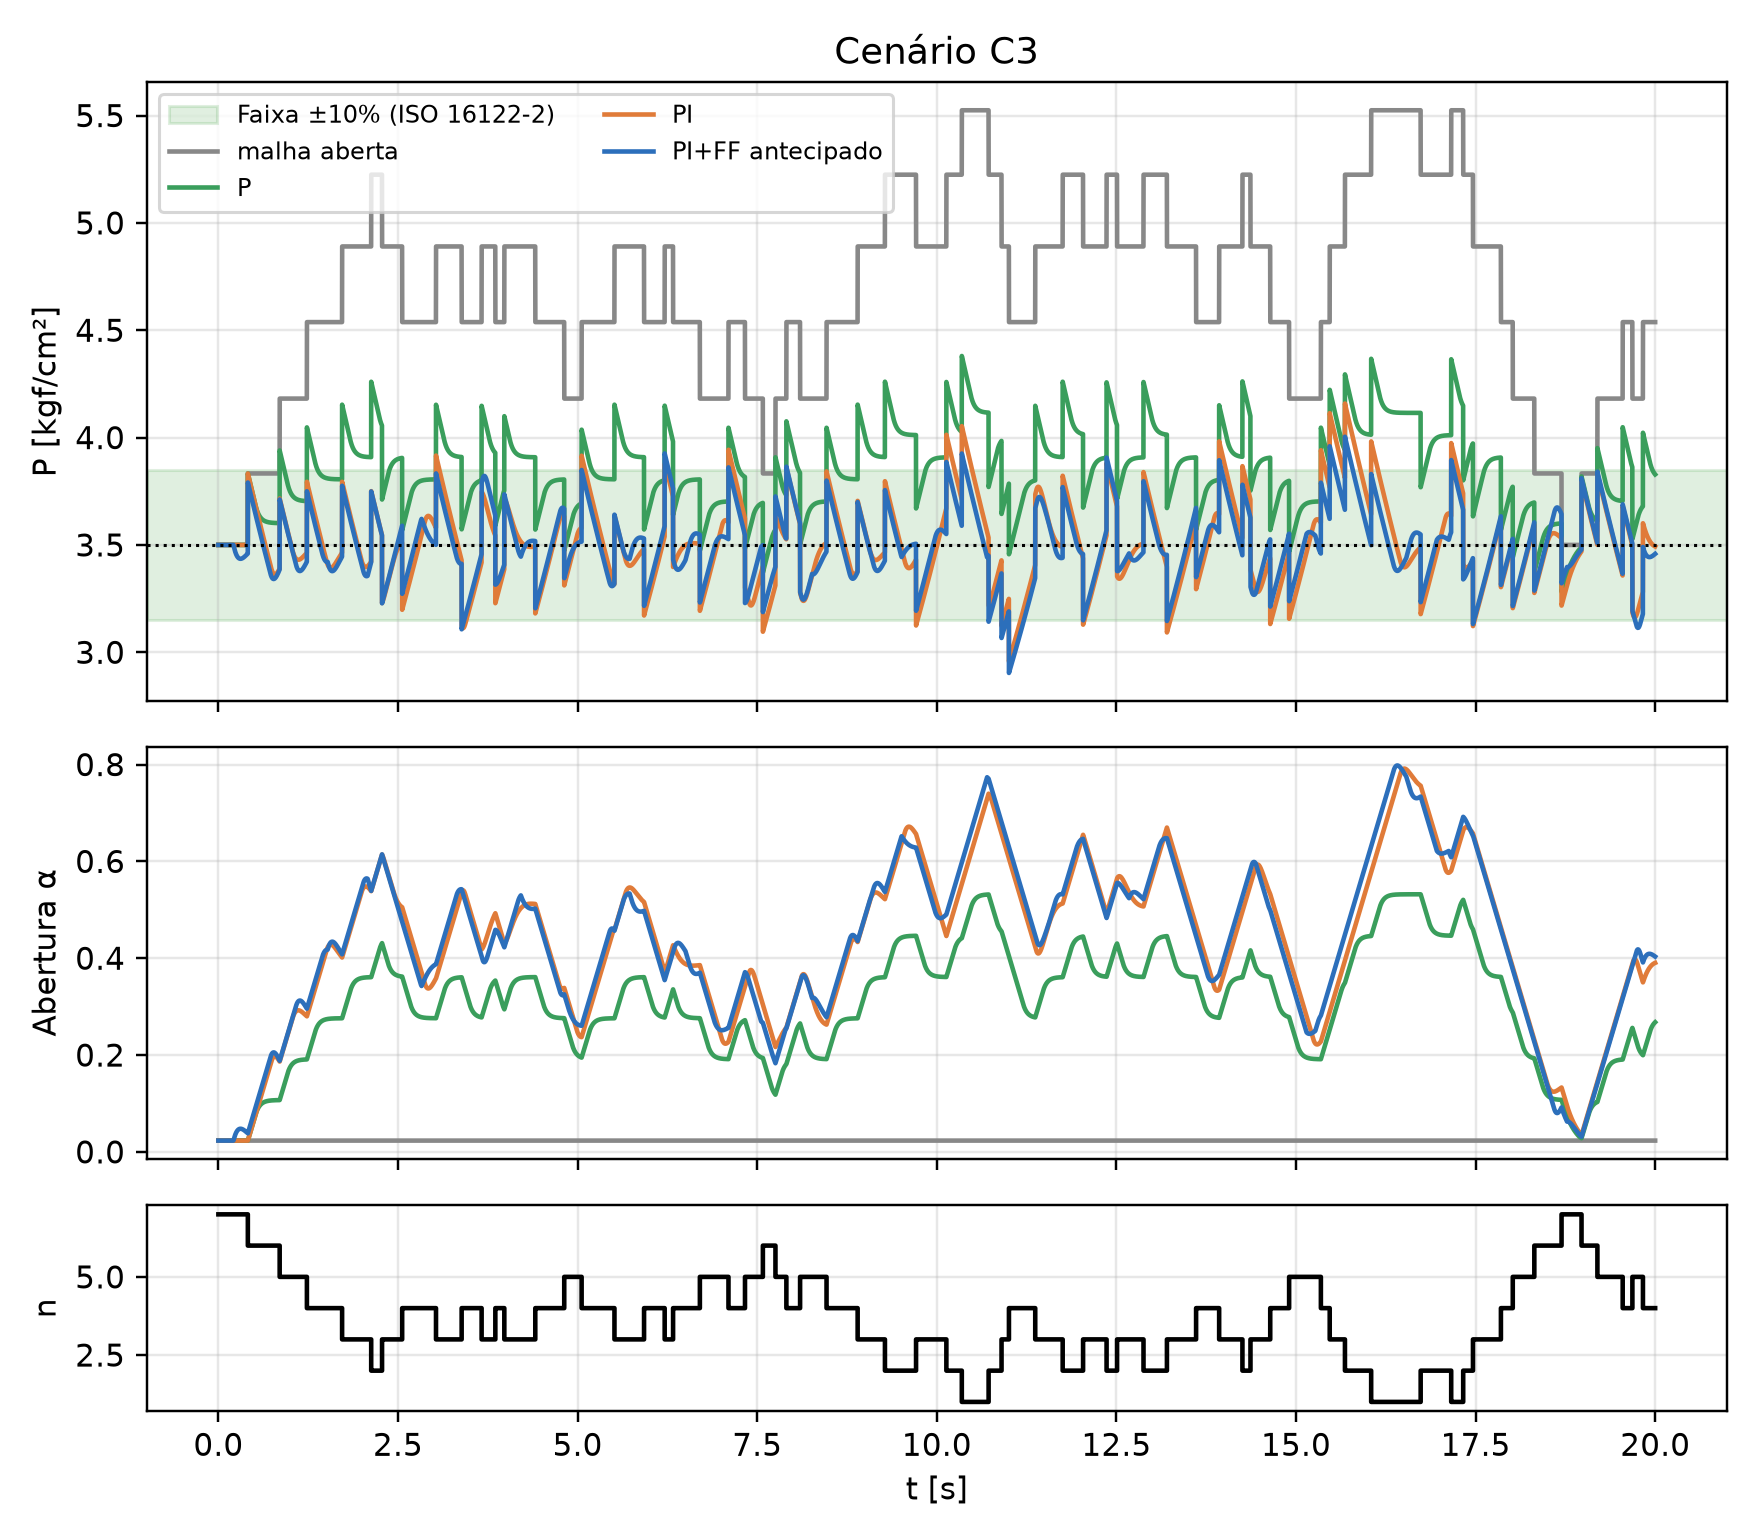 Cenário C3
Faixa ±10% (ISO 16122-2)
malha aberta
P
PI
PI+FF antecipado
P [kgf/cm²]
5.5
5.0
4.5
4.0
3.5
3.0
Abertura α
0.8
0.6
0.4
0.2
0.0
n
5.0
2.5
0.0 2.5 5.0 7.5 10.0 12.5 15.0 17.5 20.0
t [s]